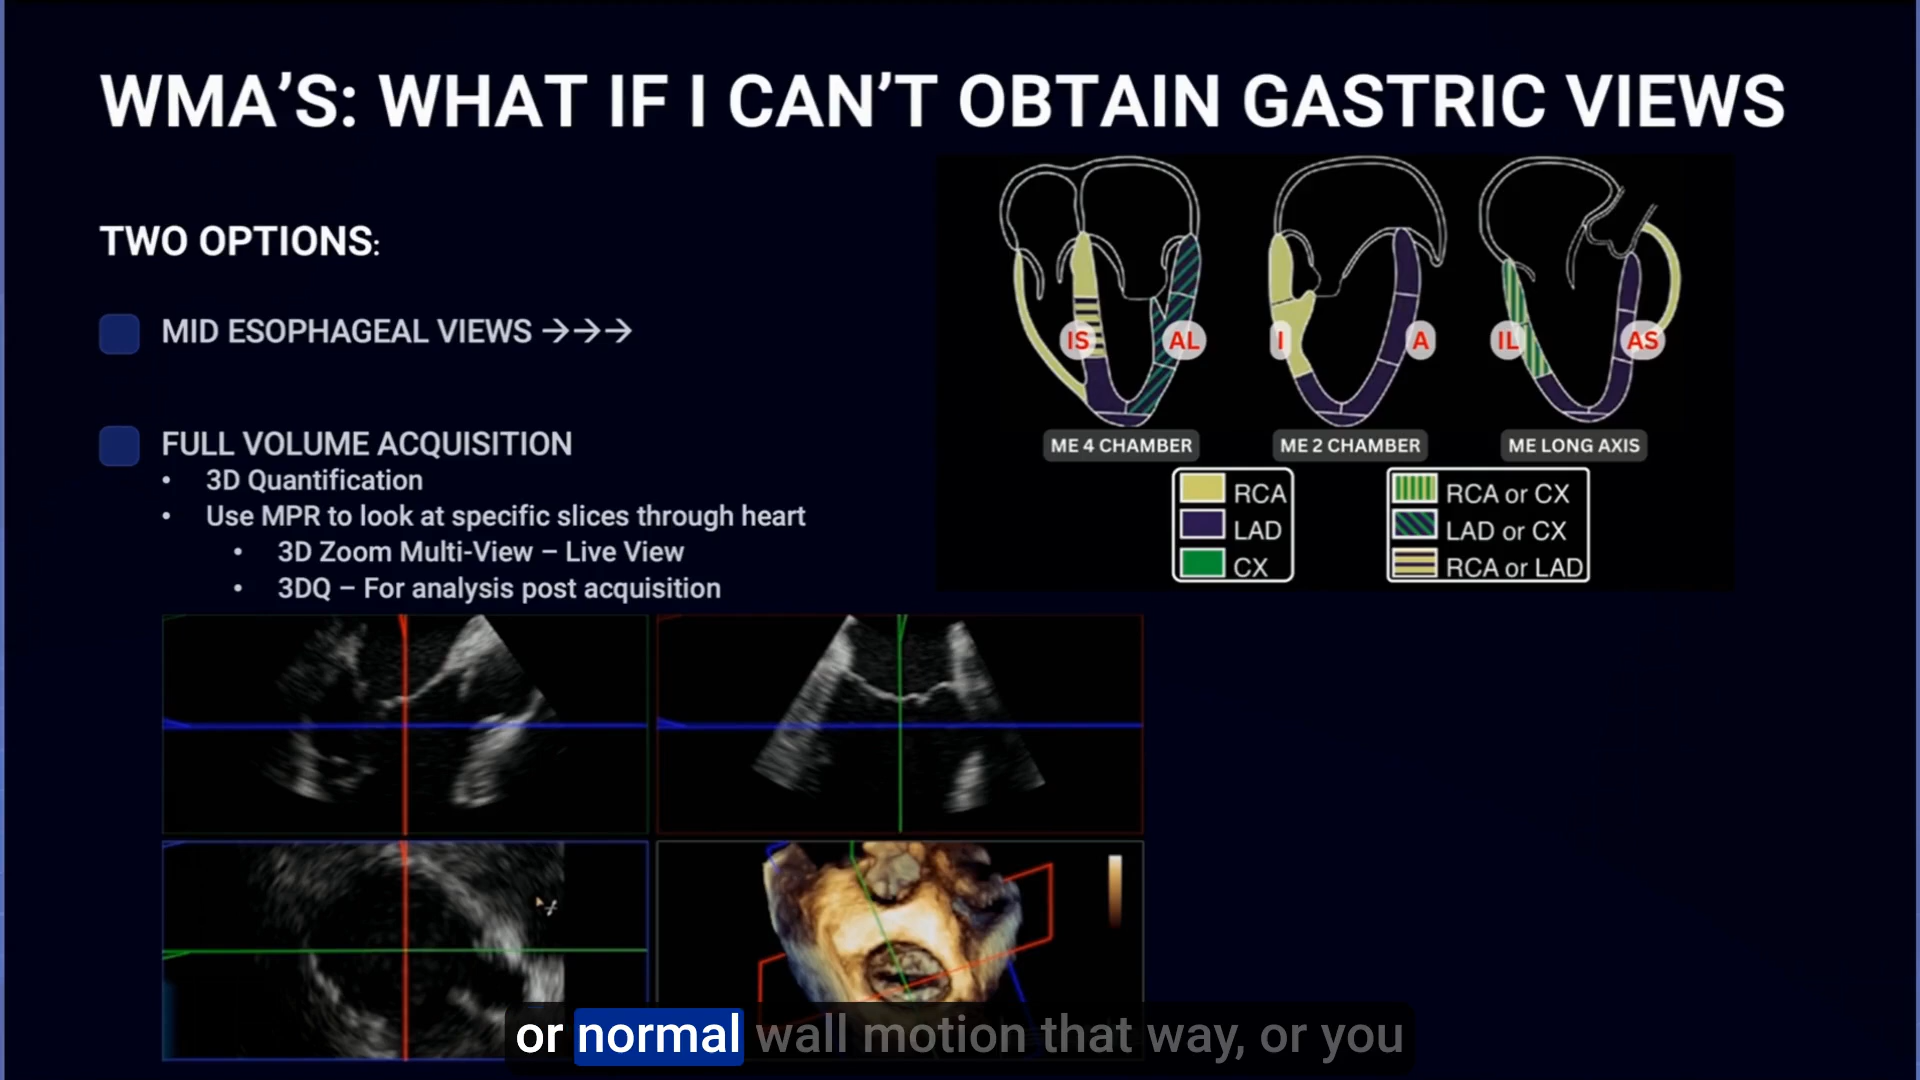 WMA’S: WHAT IF I CAN’T OBTAIN GASTRIC VIEWS
TWO OPTIONS:
MID ESOPHAGEAL VIEWS →→→
FULL VOLUME ACQUISITION
• 3D Quantification
• Use MPR to look at specific slices through heart
• 3D Zoom Multi-View – Live View
• 3DQ – For analysis post acquisition
IS AL I A IL AS
ME 4 CHAMBER ME 2 CHAMBER ME LONG AXIS
RCA
LAD
CX
RCA or CX
LAD or CX
RCA or LAD
or normal wall motion that way, or you